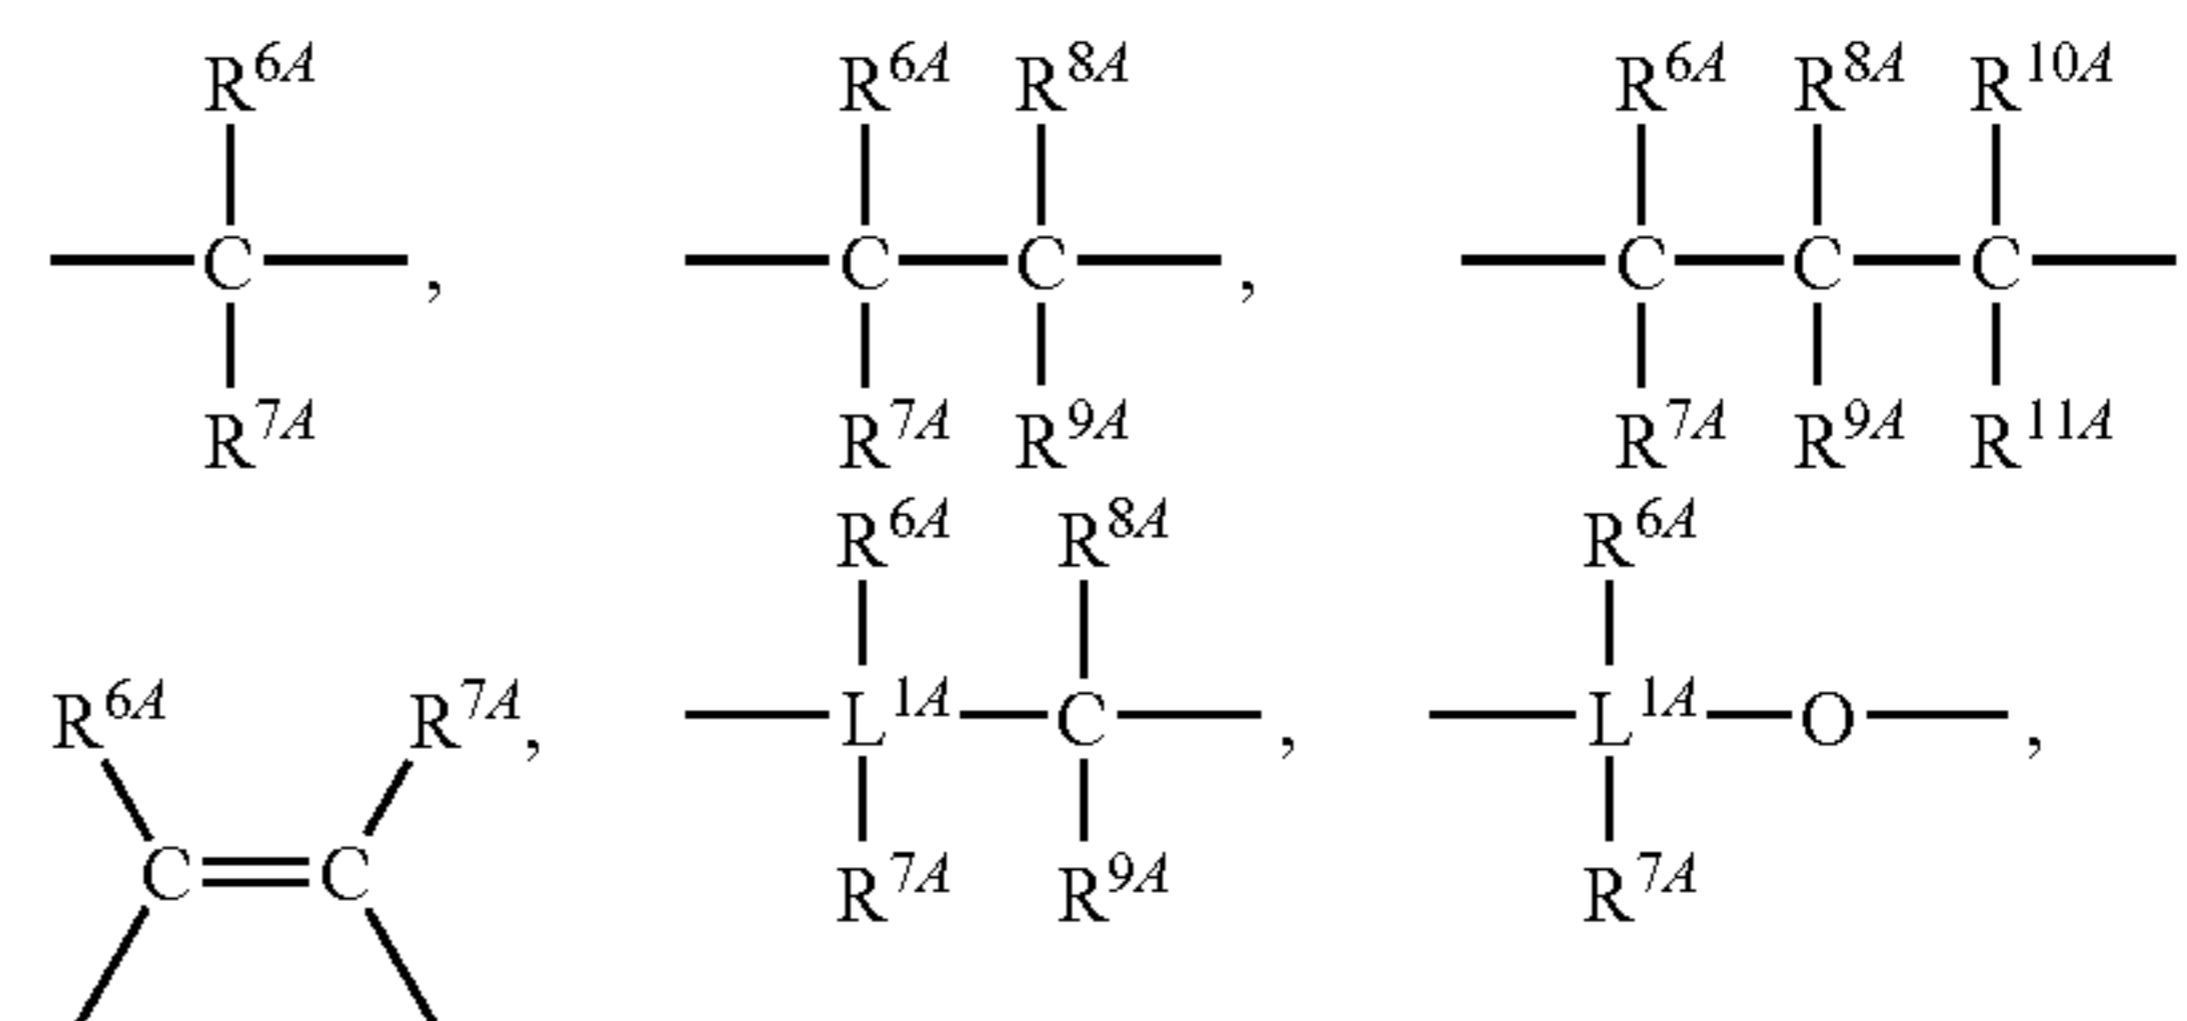 R6A R6A R8A R6A R8A R10A
C, C C, C C C
R7A R7A R9A R7A R9A R11A
R6A R8A R6A
R6A R7A, L1A C, L1A O,
R7A R9A R7A
C C